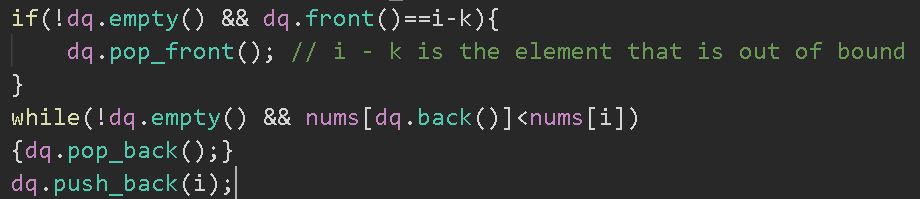 if(!dq.empty() && dq.front()==i-k){
    dq.pop_front(); // i - k is the element that is out of bound
}
while(!dq.empty() && nums[dq.back()]<nums[i])
{dq.pop_back();}
dq.push_back(i);